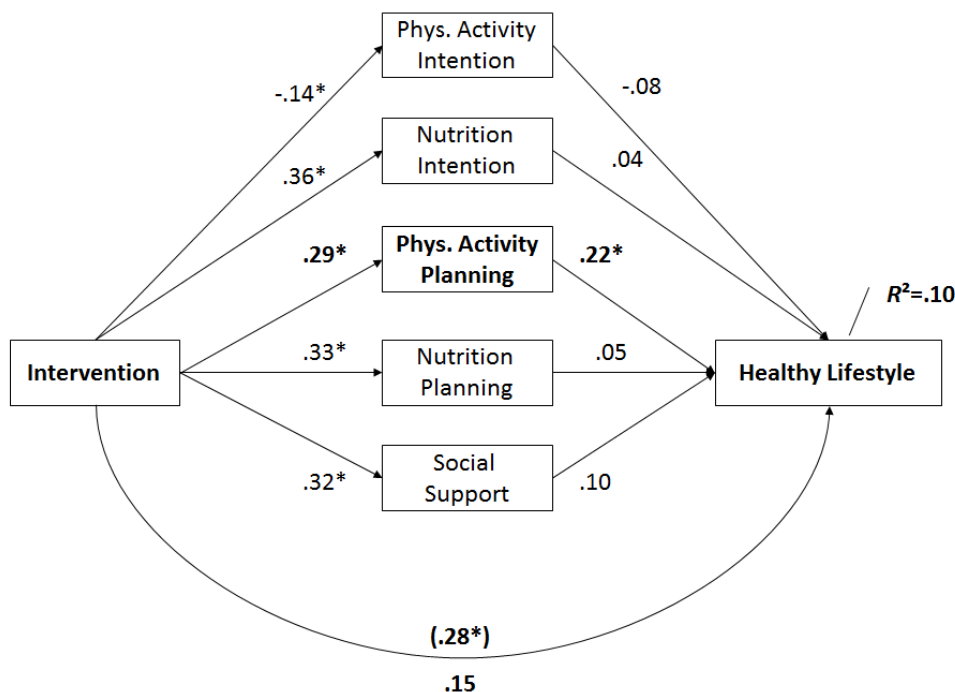 Phys. Activity
Intention
-.14*
-.08
Nutrition
Intention
.36*
.04
.29*
Phys. Activity
Planning
.22*
R²=.10
Intervention
.33*
Nutrition
Planning
.05
Healthy Lifestyle
.32*
Social
Support
.10
(.28*)
.15